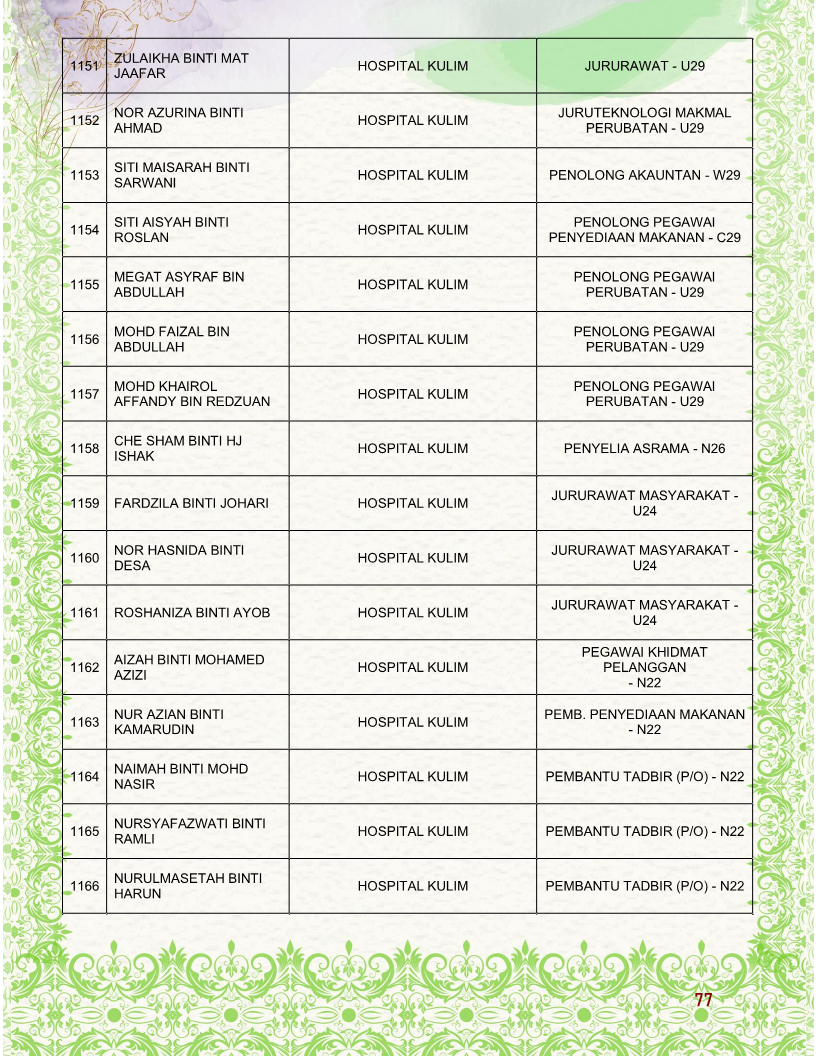 1151
ZULAIKHA BINTI MAT
JAAFAR
HOSPITAL KULIM
JURURAWAT - U29
1152
NOR AZURINA BINTI
AHMAD
HOSPITAL KULIM
JURUTEKNOLOGI MAKMAL
PERUBATAN - U29
1153
SITI MAISARAH BINTI
SARWANI
HOSPITAL KULIM
PENOLONG AKAUNTAN - W29
1154
SITI AISYAH BINTI
ROSLAN
HOSPITAL KULIM
PENOLONG PEGAWAI
PENYEDIAAN MAKANAN - C29
1155
MEGAT ASYRAF BIN
ABDULLAH
HOSPITAL KULIM
PENOLONG PEGAWAI
PERUBATAN - U29
1156
MOHD FAIZAL BIN
ABDULLAH
HOSPITAL KULIM
PENOLONG PEGAWAI
PERUBATAN - U29
1157
MOHD KHAIROL
AFFANDY BIN REDZUAN
HOSPITAL KULIM
PENOLONG PEGAWAI
PERUBATAN - U29
1158
CHE SHAM BINTI HJ
ISHAK
HOSPITAL KULIM
PENYELIA ASRAMA - N26
1159
FARDZILA BINTI JOHARI
HOSPITAL KULIM
JURURAWAT MASYARAKAT -
U24
1160
NOR HASNIDA BINTI
DESA
HOSPITAL KULIM
JURURAWAT MASYARAKAT -
U24
1161
ROSHANIZA BINTI AYOB
HOSPITAL KULIM
JURURAWAT MASYARAKAT -
U24
1162
AIZAH BINTI MOHAMED
AZIZI
HOSPITAL KULIM
PEGAWAI KHIDMAT
PELANGGAN
- N22
1163
NUR AZIAN BINTI
KAMARUDIN
HOSPITAL KULIM
PEMB. PENYEDIAAN MAKANAN
- N22
1164
NAIMAH BINTI MOHD
NASIR
HOSPITAL KULIM
PEMBANTU TADBIR (P/O) - N22
1165
NURSYAFAZWATI BINTI
RAMLI
HOSPITAL KULIM
PEMBANTU TADBIR (P/O) - N22
1166
NURULMASETAH BINTI
HARUN
HOSPITAL KULIM
PEMBANTU TADBIR (P/O) - N22
77